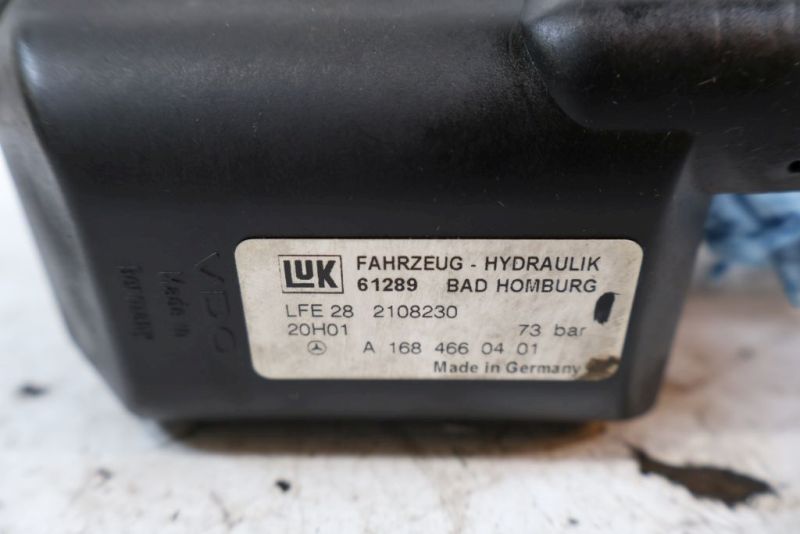 LUK FAHRZEUG - HYDRAULIK
61289 BAD HOMBURG
LFE 28 2108230
20H01 73 bar
A 168 466 04 01
Made in Germany
VBG
Made in
Germany